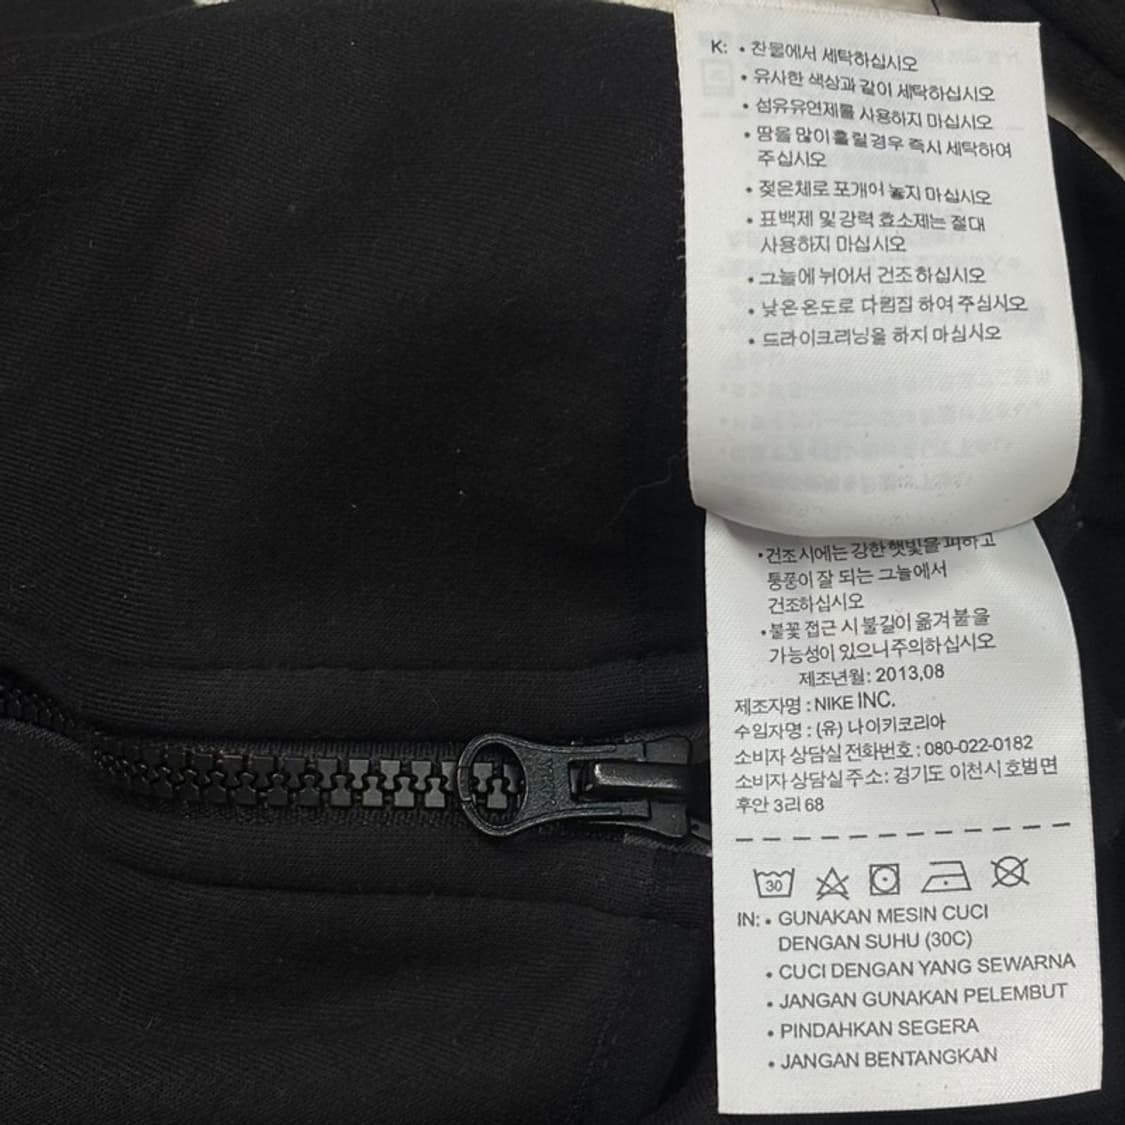 K: • 찬물에서 세탁하십시오
• 유사한 색상과 같이 세탁하십시오
• 섬유유연제를 사용하지 마십시오
• 땀을 많이 흘릴경우 즉시 세탁하여
주십시오
• 젖은체로 포개어 놓지 마십시오
• 표백제 및 강력 효소제는 절대
사용하지 마십시오
• 그늘에 뉘어서 건조 하십시오
• 낮은 온도로 다림질 하여 주십시오
• 드라이크리닝을 하지 마십시오
• 건조 시에는 강한 햇빛을 피하고
통풍이 잘 되는 그늘에서
건조하십시오
• 불꽃 접근 시 불길이 옮겨 붙을
가능성이 있으니 주의하십시오
제조년월: 2013,08
제조자명 : NIKE INC.
수입자명 : (유) 나이키코리아
소비자 상담실 전화번호 : 080-022-0182
소비자 상담실 주소 : 경기도 이천시 호범면
후안 3리 68
30
IN: • GUNAKAN MESIN CUCI
DENGAN SUHU (30C)
• CUCI DENGAN YANG SEWARNA
• JANGAN GUNAKAN PELEMBUT
• PINDAHKAN SEGERA
• JANGAN BENTANGKAN